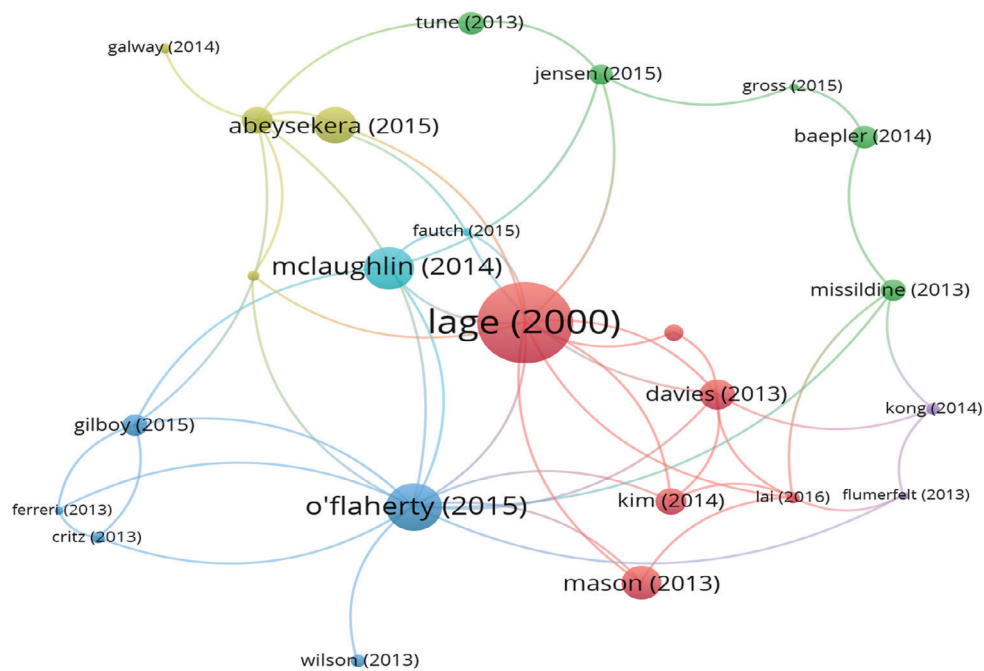 tune (2013)
galway (2014)
jensen (2015)
gross (2015)
abeysekera (2015)
baepler (2014)
fautch (2015)
mclaughlin (2014)
missildine (2013)
lage (2000)
davies (2013)
kong (2014)
gilboy (2015)
kim (2014)
lai (2016)
flumerfelt (2013)
o'flaherty (2015)
ferreri (2013)
critz (2013)
mason (2013)
wilson (2013)